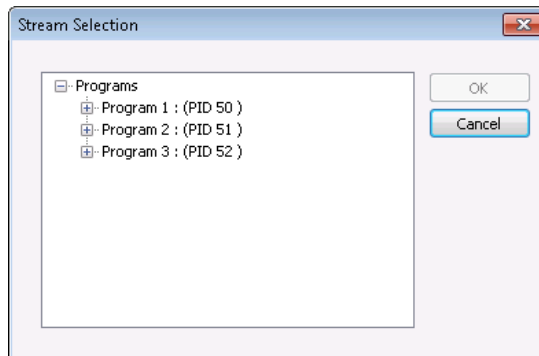 Stream Selection
Programs
Program 1 : (PID 50 )
Program 2 : (PID 51 )
Program 3 : (PID 52 )
OK
Cancel